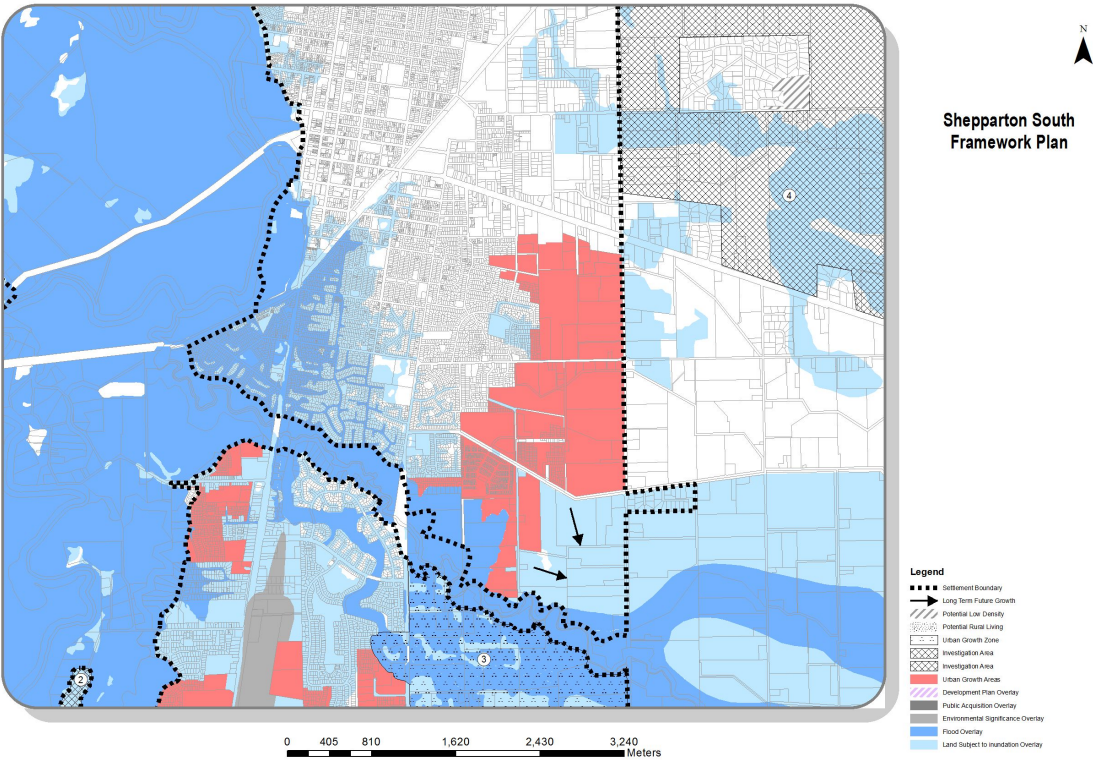 N
Shepparton South
Framework Plan
4
3
2
Legend
Settlement Boundary
Long Term Future Growth
Potential Low Density
Potential Rural Living
Urban Growth Zone
Investigation Area
Investigation Area
Urban Growth Areas
Development Plan Overlay
Public Acquisition Overlay
Environmental Significance Overlay
Flood Overlay
Land Subject to Inundation Overlay
0 405 810 1,620 2,430 3,240
Meters